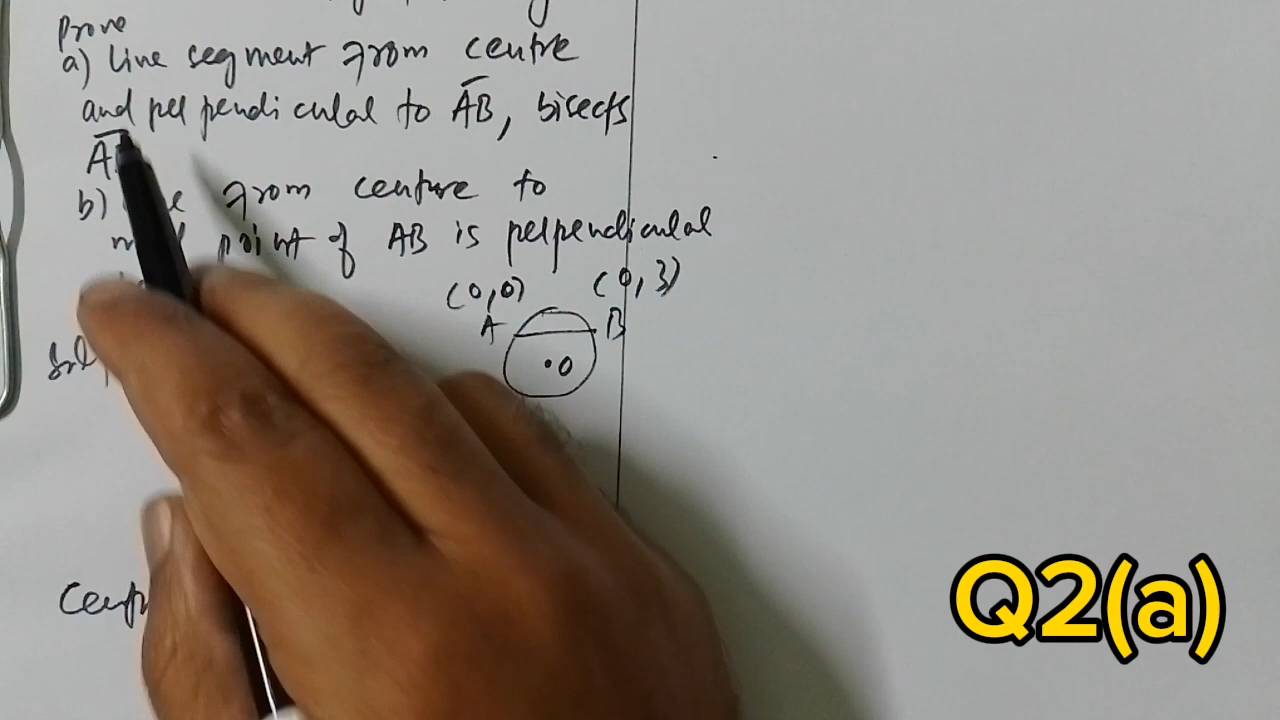 Prove
a) Line segment from centre
and perpendicular to AB, bisects
b) from centre to
point of AB is perpendicular
(0,0) (0,3)
A B
O
Q2(a)